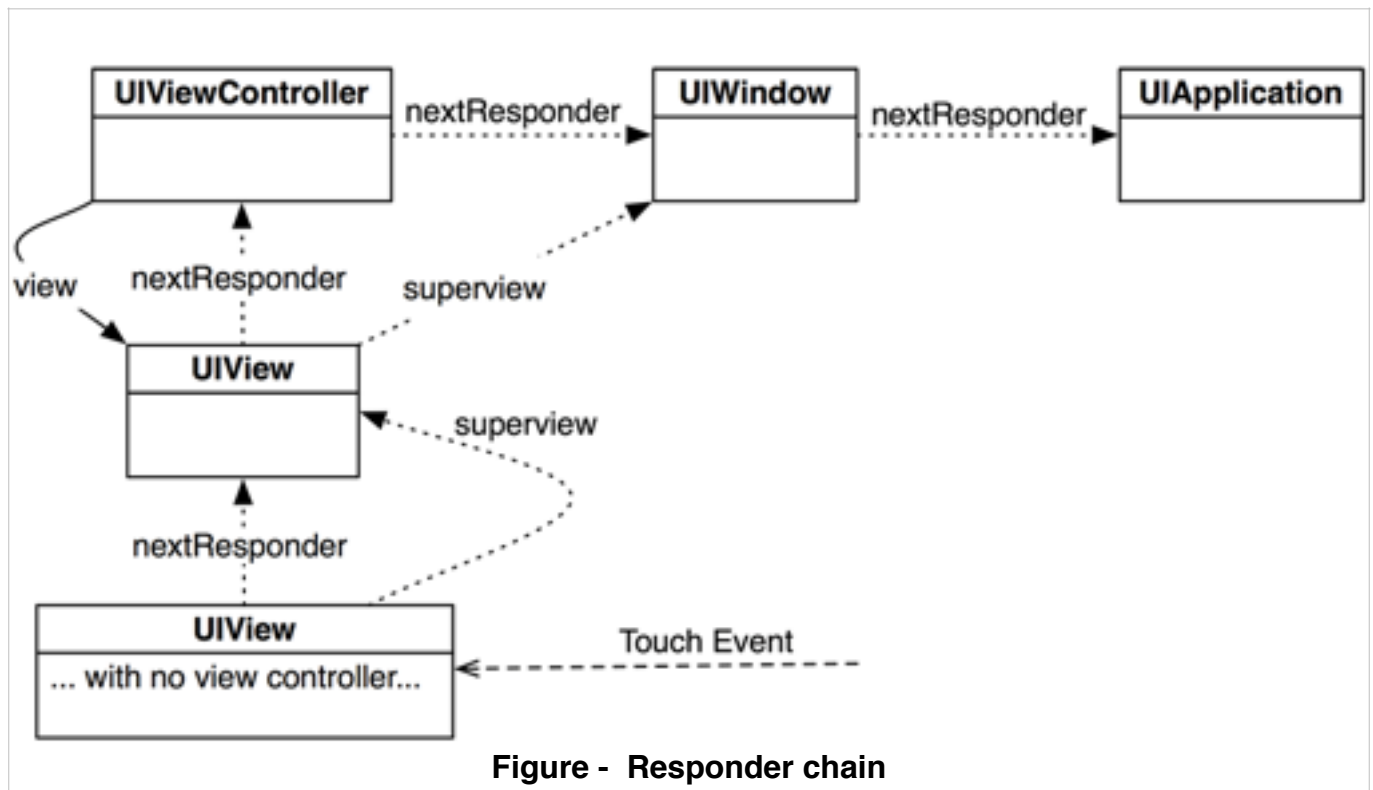 UIViewController
nextResponder
UIWindow
nextResponder
UIApplication
view
nextResponder
superview
UIView
superview
nextResponder
UIView
... with no view controller...
Touch Event
Figure - Responder chain